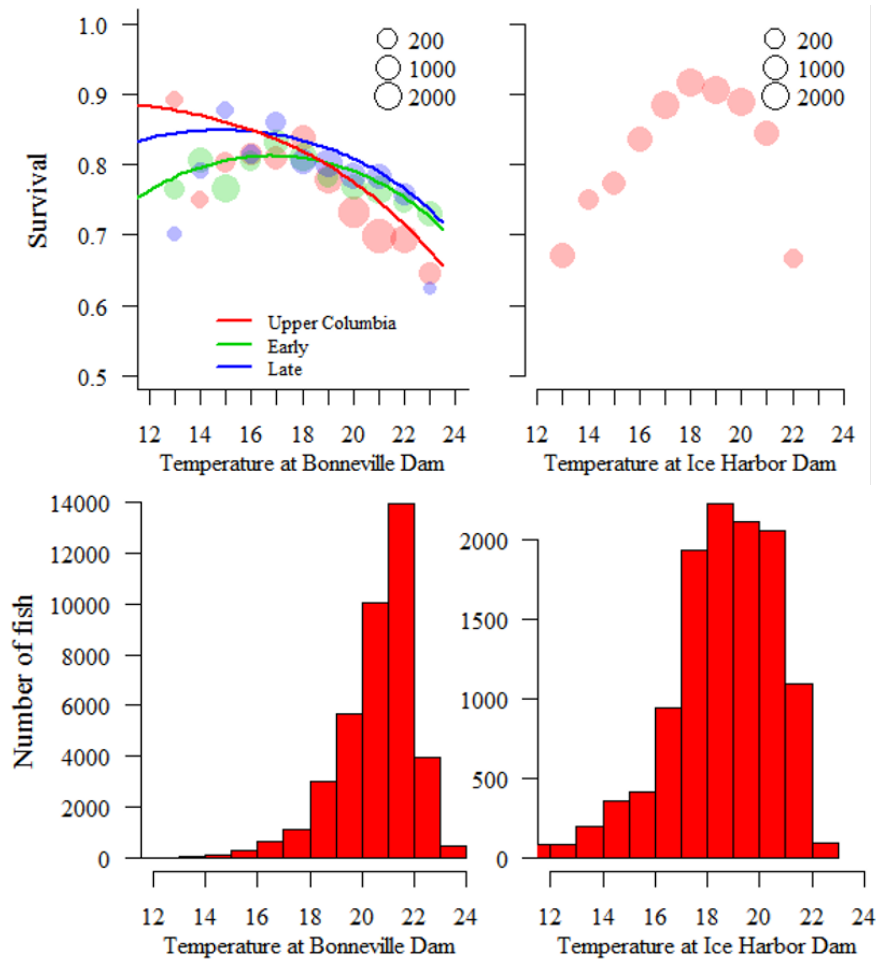 Survival
1.0
0.9
0.8
0.7
0.6
0.5
200
1000
2000
Upper Columbia
Early
Late
12 14 16 18 20 22 24
Temperature at Bonneville Dam
200
1000
2000
12 14 16 18 20 22 24
Temperature at Ice Harbor Dam
Number of fish
14000
12000
10000
8000
6000
4000
2000
0
12 14 16 18 20 22 24
Temperature at Bonneville Dam
2000
1500
1000
500
0
12 14 16 18 20 22 24
Temperature at Ice Harbor Dam